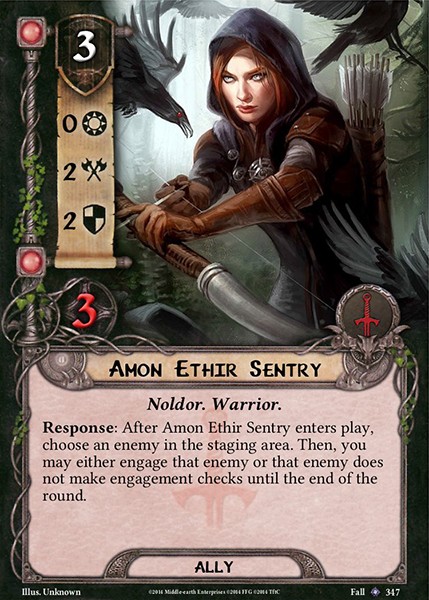 3
0
2
2
3
AMON ETHIR SENTRY
Noldor. Warrior.
Response: After Amon Ethir Sentry enters play,
choose an enemy in the staging area. Then, you
may either engage that enemy or that enemy does
not make engagement checks until the end of the
round.
ALLY
Illus. Unknown
©2014 Middle-earth Enterprises ©2014 FFG ©2014 TftC
Fall 347